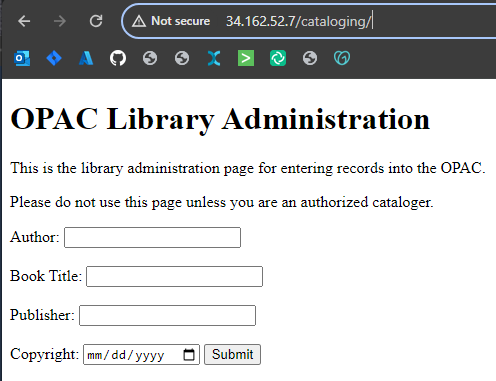 Not secure 34.162.52.7/cataloging/
OPAC Library Administration
This is the library administration page for entering records into the OPAC.
Please do not use this page unless you are an authorized cataloger.
Author:
Book Title:
Publisher:
Copyright: mm/dd/yyyy Submit